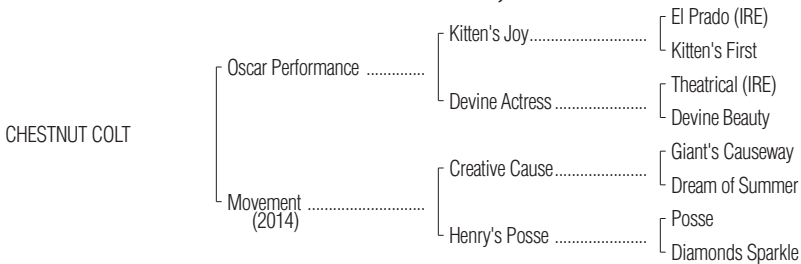 El Prado (IRE)
Kitten's Joy..........................
Kitten's First
Oscar Performance .............
Theatrical (IRE)
Devine Actress .....................
Devine Beauty
CHESTNUT COLT
Giant's Causeway
Creative Cause.....................
Dream of Summer
Movement ..........................
(2014)
Posse
Henry's Posse .....................
Diamonds Sparkle